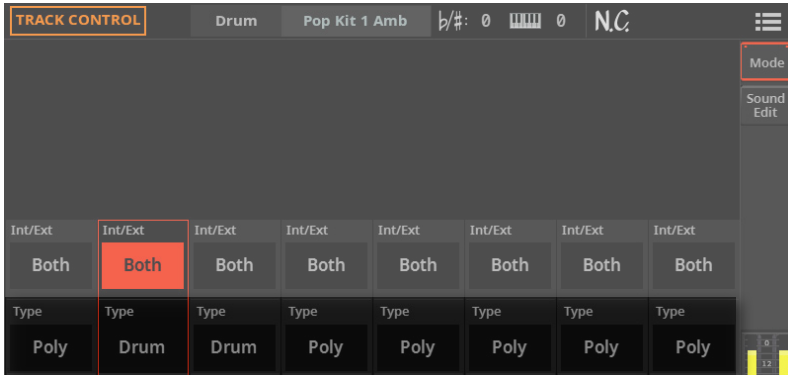 TRACK CONTROL Drum Pop Kit 1 Amb ♭/♯: 0 0 N.C.
Mode
Sound
Edit
Int/Ext Int/Ext Int/Ext Int/Ext Int/Ext Int/Ext Int/Ext Int/Ext
Both Both Both Both Both Both Both Both
Type Type Type Type Type Type Type Type
Poly Drum Drum Poly Poly Poly Poly Poly
0
12